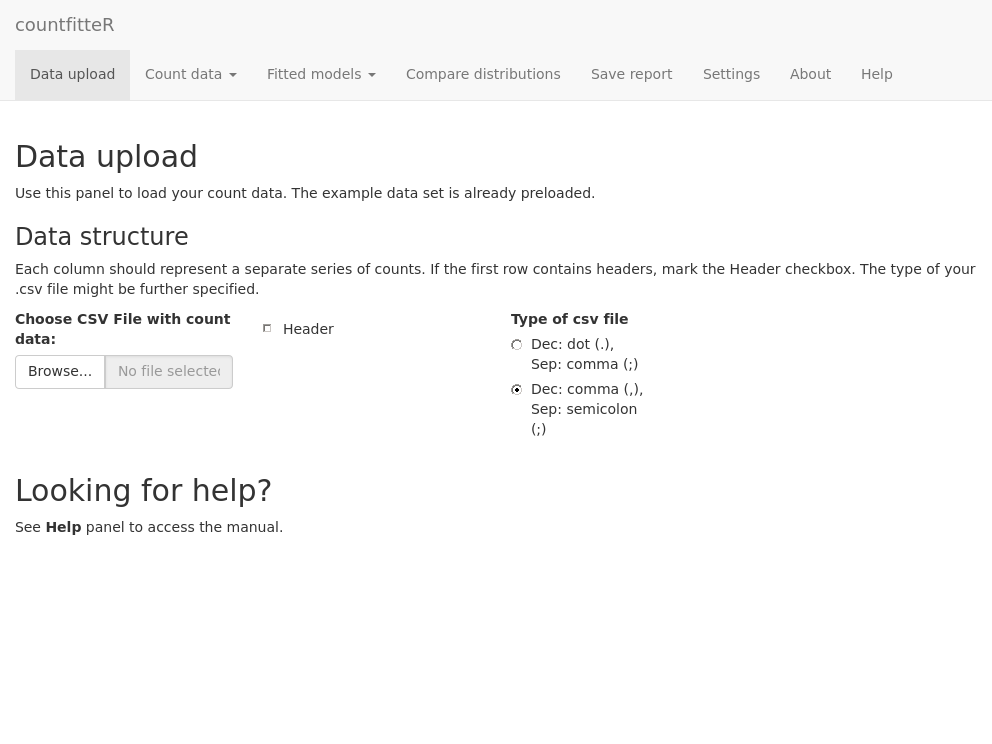 countfitteR
Data upload
Count data
Fitted models
Compare distributions
Save report
Settings
About
Help
Data upload
Use this panel to load your count data. The example data set is already preloaded.
Data structure
Each column should represent a separate series of counts. If the first row contains headers, mark the Header checkbox. The type of your
.csv file might be further specified.
Choose CSV File with count
data:
Browse...
No file selected
Header
Type of csv file
Dec: dot (.),
Sep: comma (;)
Dec: comma (,),
Sep: semicolon
(;)
Looking for help?
See Help panel to access the manual.